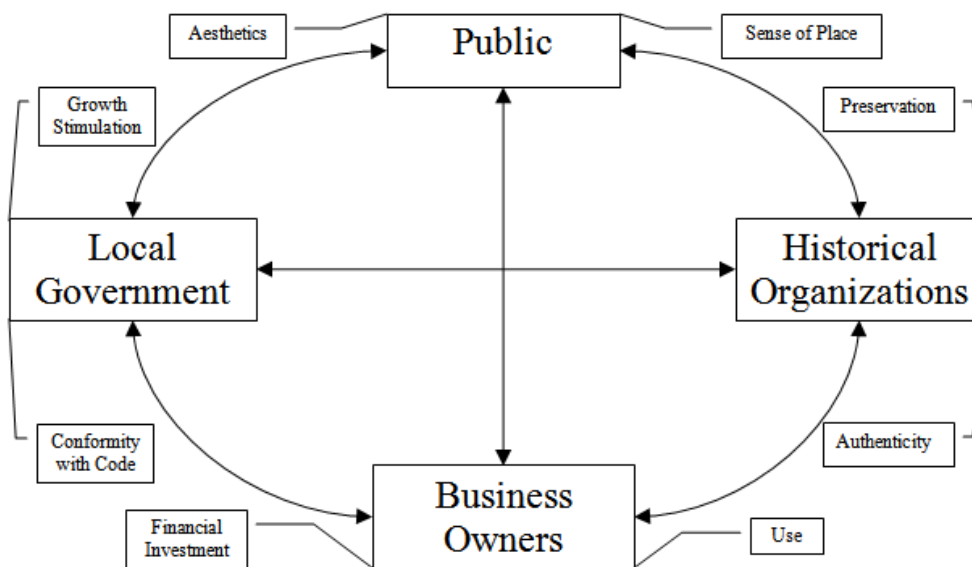 Aesthetics
Public
Sense of Place
Growth
Stimulation
Preservation
Local
Government
Historical
Organizations
Conformity
with Code
Authenticity
Business
Owners
Financial
Investment
Use